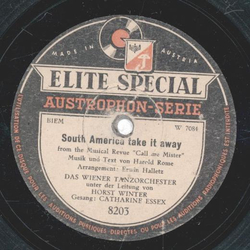 MADE IN AUSTRIA
ELITE SPECIAL
AUSTROPHON-SERIE
BIEM
W 7084
South America take it away
from the Musical Revue "Call me Mister"
Musik und Text von Harold Rome
Arrangement: Erwin Halletz
DAS WIENER TANZORCHESTER
unter der Leitung von
HORST WINTER
Gesang: CATHARINE ESSEX
8203